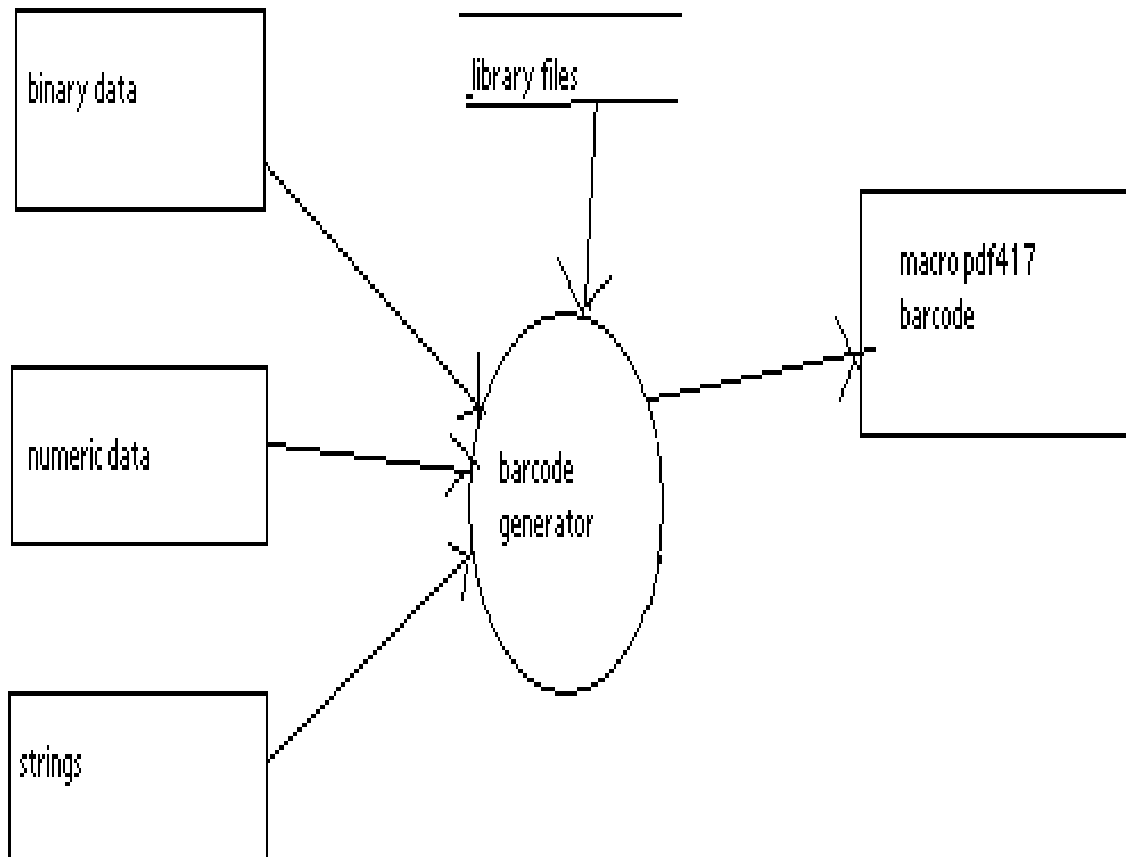 binary data
library files
macro pdf417
barcode
numeric data
barcode
generator
strings